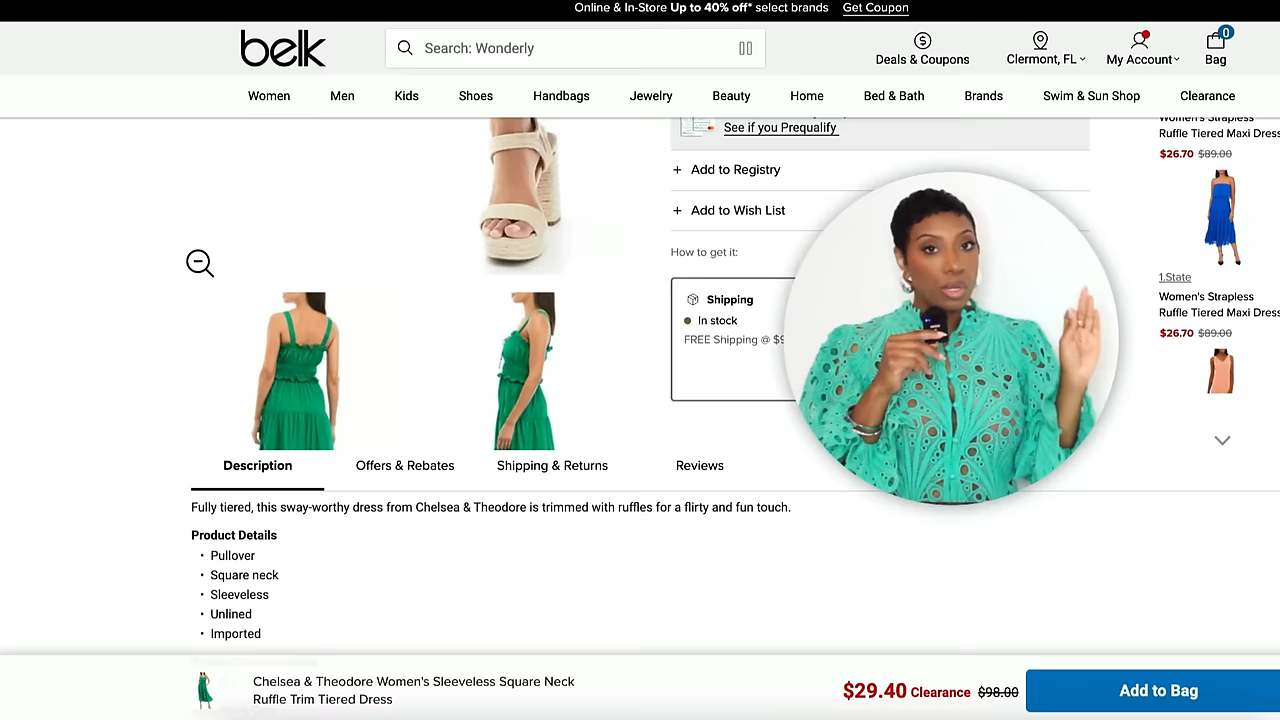 Online & In-Store Up to 40% off* select brands Get Coupon
belk
Search: Wonderly
Deals & Coupons
Clermont, FL
My Account
0
Bag
Women Men Kids Shoes Handbags Jewelry Beauty Home Bed & Bath Brands Swim & Sun Shop Clearance
See if you Prequalify
+ Add to Registry
+ Add to Wish List
How to get it:
Shipping
In stock
FREE Shipping @ $
Women's Strapless
Ruffle Tiered Maxi Dress
$26.70 $89.00
1.State
Women's Strapless
Ruffle Tiered Maxi Dress
$26.70 $89.00
Description Offers & Rebates Shipping & Returns Reviews
Fully tiered, this sway-worthy dress from Chelsea & Theodore is trimmed with ruffles for a flirty and fun touch.
Product Details
• Pullover
• Square neck
• Sleeveless
• Unlined
• Imported
Chelsea & Theodore Women's Sleeveless Square Neck
Ruffle Trim Tiered Dress
$29.40 Clearance $98.00
Add to Bag